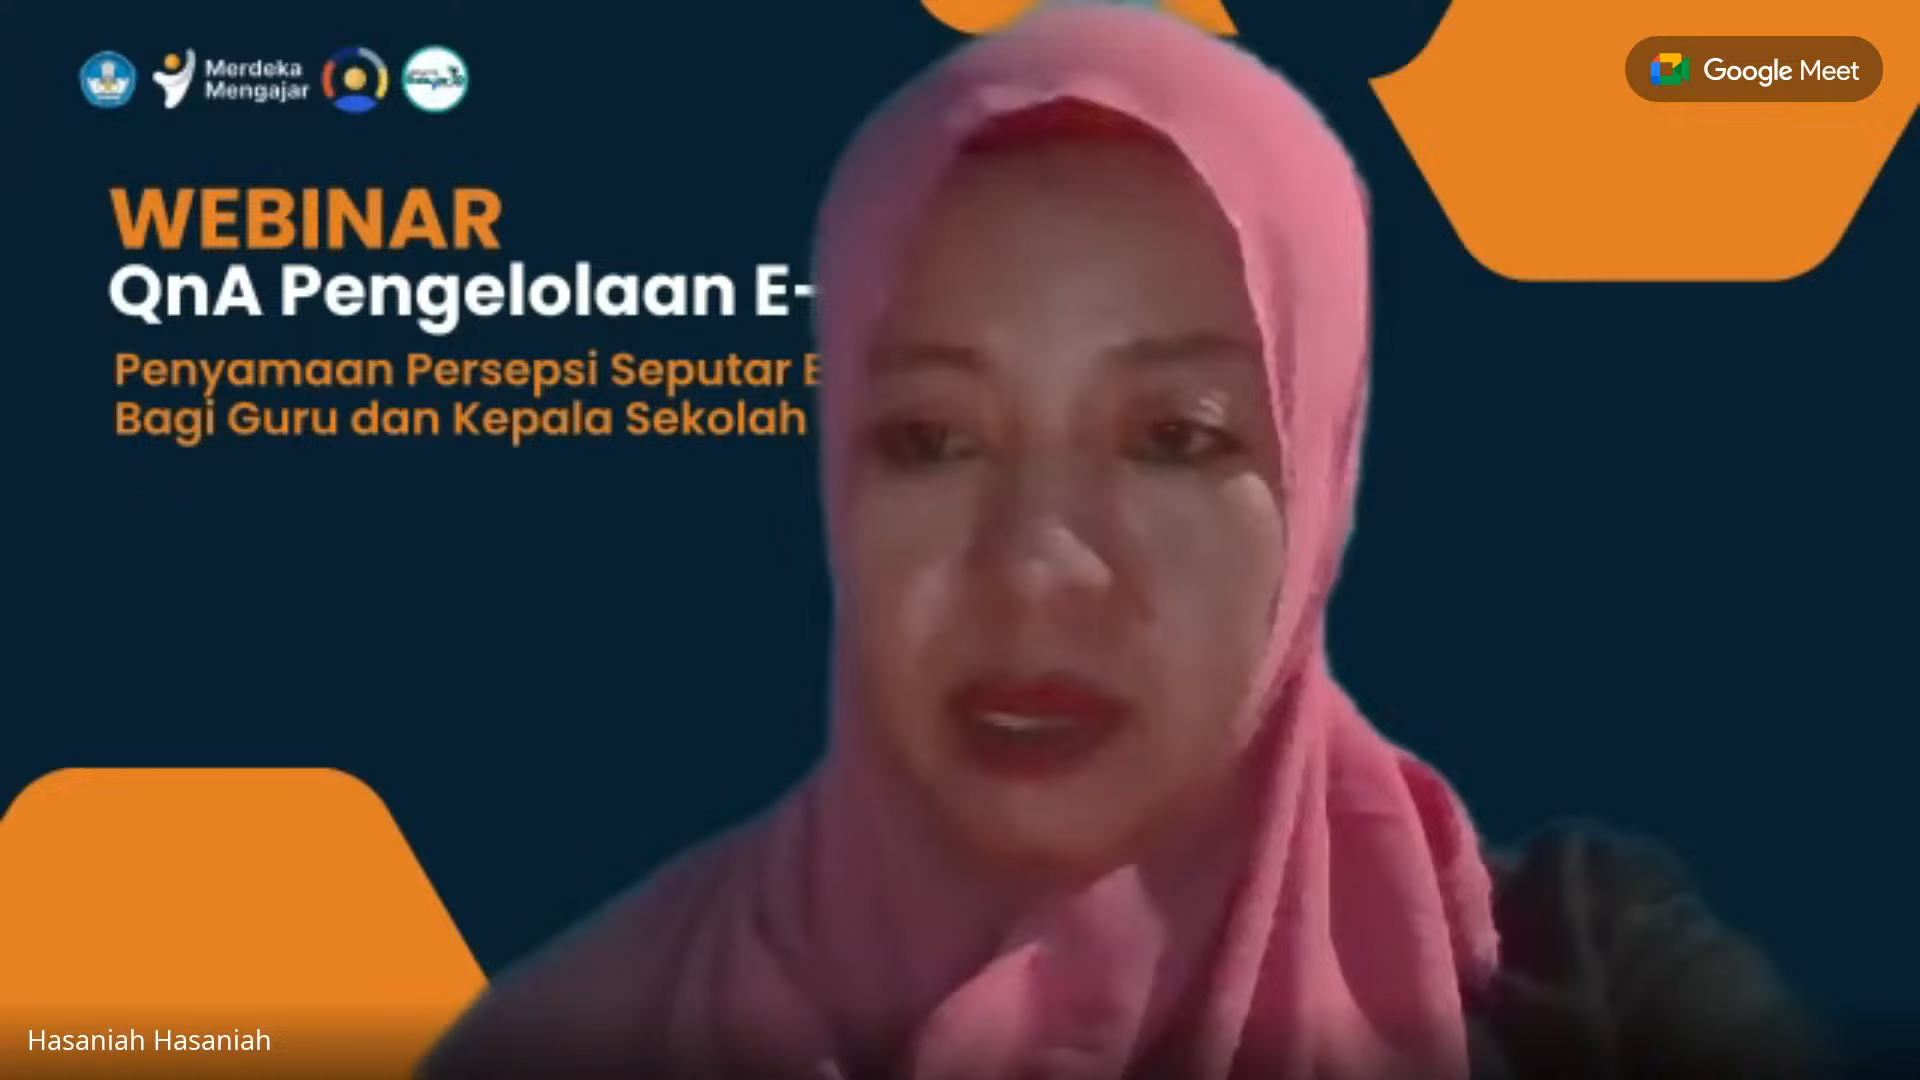 Merdeka
Mengajar
Google Meet
WEBINAR
QnA Pengelolaan E-
Penyamaan Persepsi Seputar E
Bagi Guru dan Kepala Sekolah
Hasaniah Hasaniah